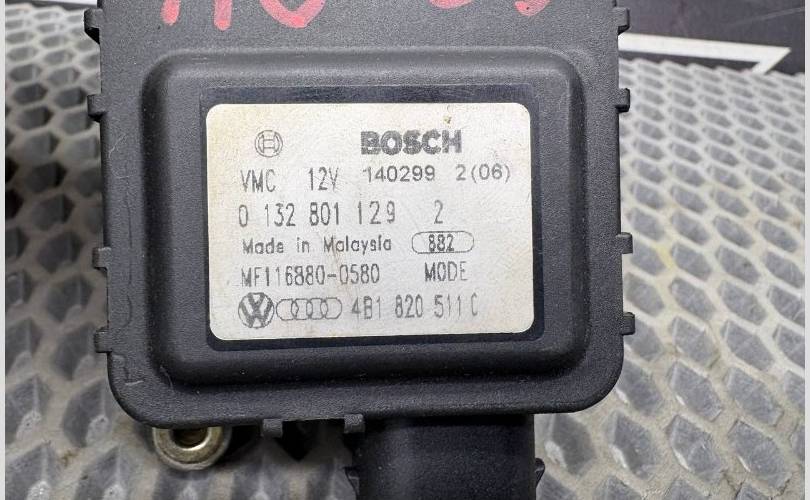 BOSCH
VMC 12V 140299 2(06)
0 132 801 129 2
Made in Malaysia 882
MF116880-0580 MODE
4B1 820 511 C